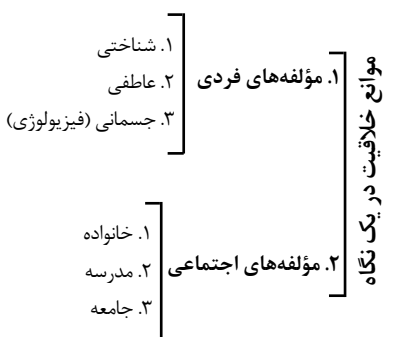 موانع خلاقیت در یک نگاه
۱. مؤلفه‌های فردی
۱. شناختی
۲. عاطفی
۳. جسمانی (فیزیولوژی)
۲. مؤلفه‌های اجتماعی
۱. خانواده
۲. مدرسه
۳. جامعه